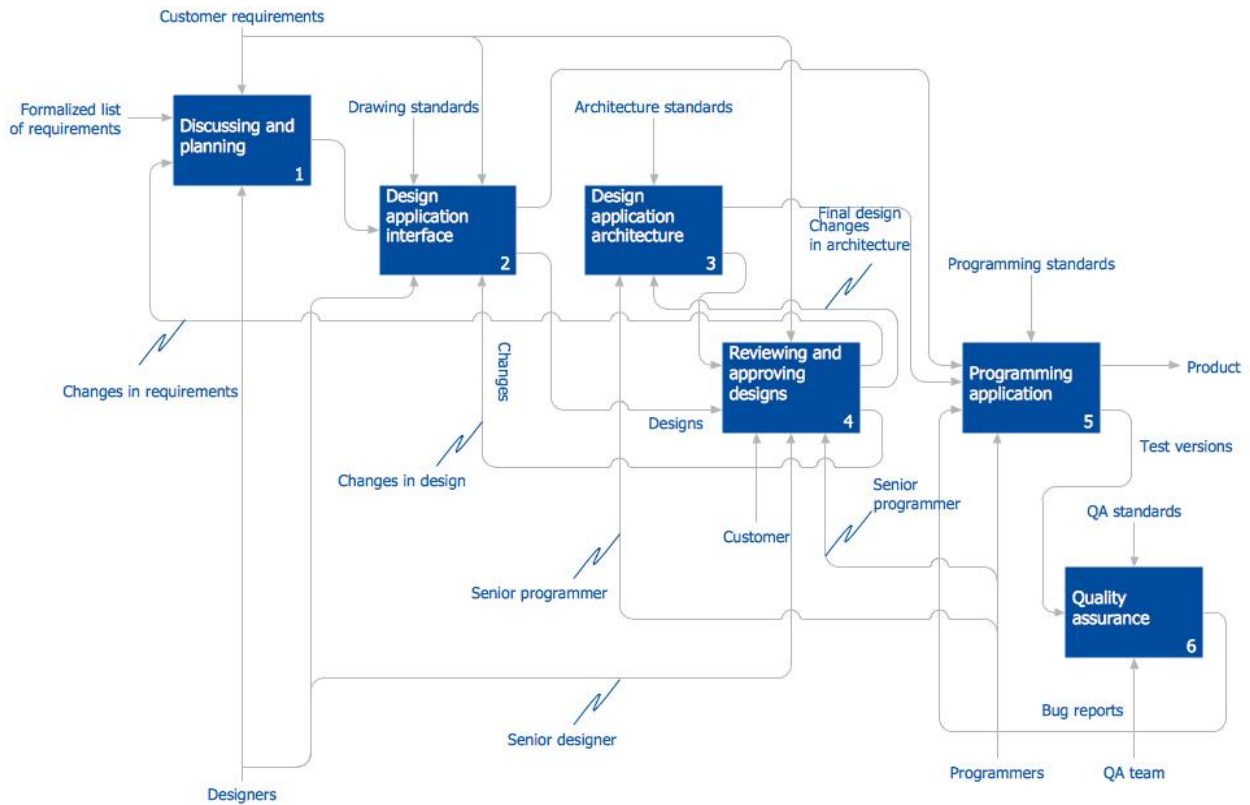 Customer requirements
Formalized list
of requirements
Discussing and
planning
1
Drawing standards
Architecture standards
Design
application
interface
2
Design
application
architecture
3
Final design
Changes
in architecture
Programming standards
Changes in requirements
Changes
Reviewing and
approving
designs
4
Programming
application
5
Product
Designs
Test versions
Changes in design
Senior
programmer
Customer
QA standards
Senior programmer
Quality
assurance
6
Bug reports
Senior designer
Designers
Programmers
QA team